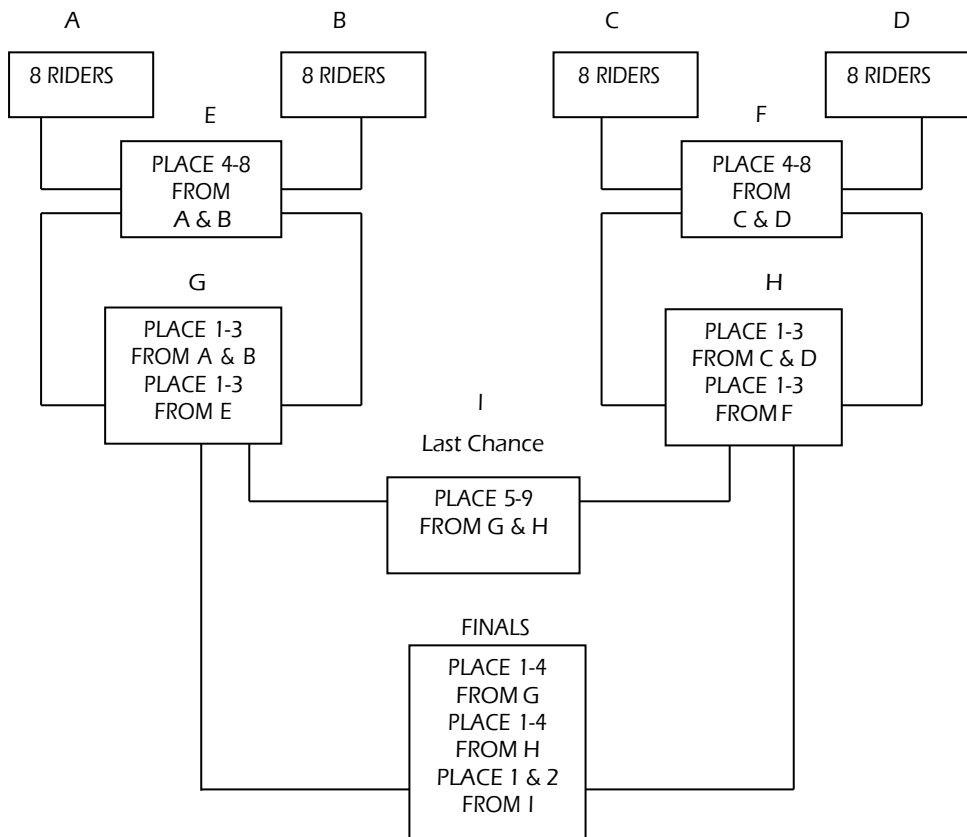 A
B
C
D
8 RIDERS
8 RIDERS
8 RIDERS
8 RIDERS
E
F
PLACE 4-8
FROM
A & B
PLACE 4-8
FROM
C & D
G
H
PLACE 1-3
FROM A & B
PLACE 1-3
FROM E
PLACE 1-3
FROM C & D
PLACE 1-3
FROM F
I
Last Chance
PLACE 5-9
FROM G & H
FINALS
PLACE 1-4
FROM G
PLACE 1-4
FROM H
PLACE 1 & 2
FROM I